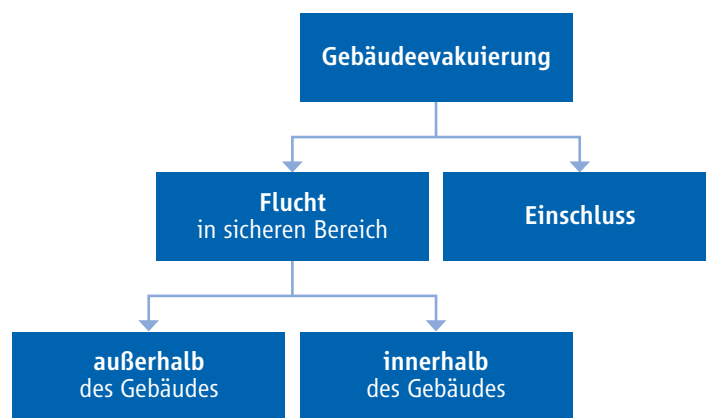 Gebäudeevakuierung
Flucht
in sicheren Bereich
Einschluss
außerhalb
des Gebäudes
innerhalb
des Gebäudes